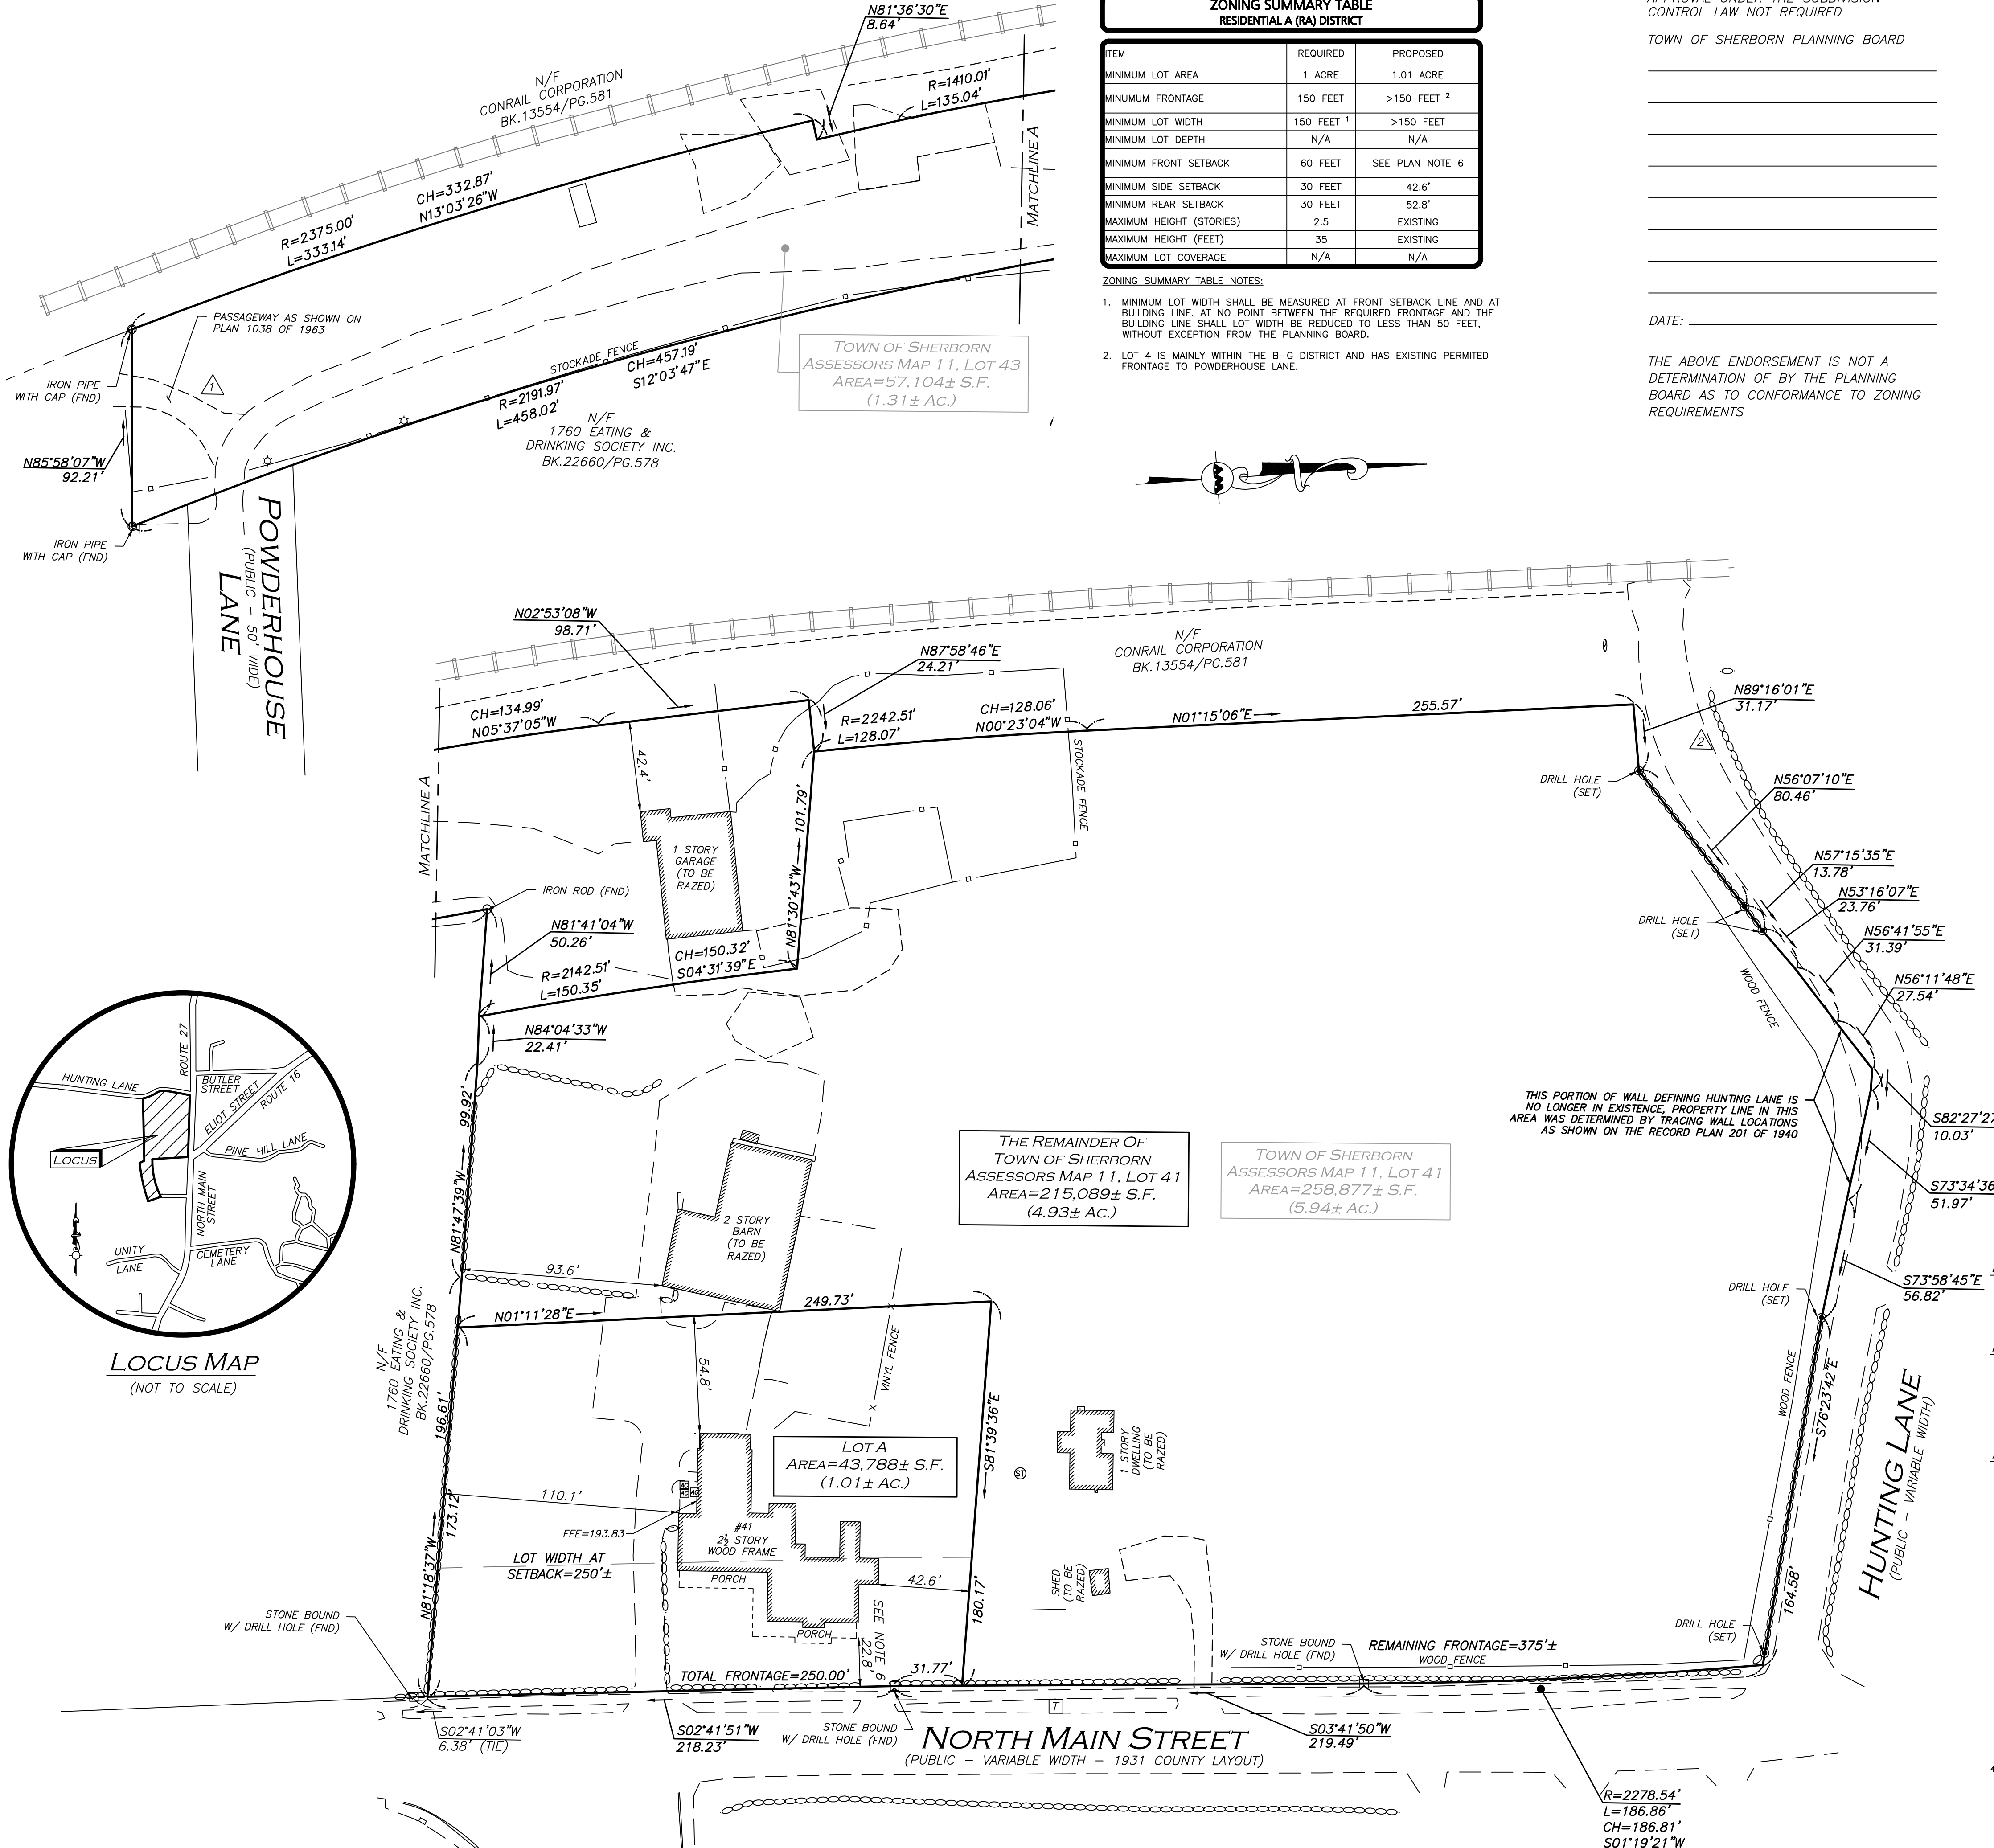 N81°36'30"E
8.64'
N/F
CONRAIL CORPORATION
BK.13554/PG.581
R=1410.01'
L=135.04'
CH=332.87'
N13°03'26"W
R=2375.00'
L=333.14'
MATCHLINE A
PASSAGEWAY AS SHOWN ON
PLAN 1038 OF 1963
1
IRON PIPE
WITH CAP (FND)
STOCKADE FENCE
CH=457.19'
S12°03'47"E
R=2191.97'
L=458.02'
N/F
1760 EATING &
DRINKING SOCIETY INC.
BK.22660/PG.578
TOWN OF SHERBORN
ASSESSORS MAP 11, LOT 43
AREA=57,104± S.F.
(1.31± AC.)
N85°58'07"W
92.21'
IRON PIPE
WITH CAP (FND)
POWDERHOUSE
LANE
(PUBLIC - 50' WIDE)
ZONING SUMMARY TABLE
RESIDENTIAL A (RA) DISTRICT
ITEM REQUIRED PROPOSED
MINIMUM LOT AREA 1 ACRE 1.01 ACRE
MINUMUM FRONTAGE 150 FEET >150 FEET ²
MINIMUM LOT WIDTH 150 FEET ¹ >150 FEET
MINIMUM LOT DEPTH N/A N/A
MINIMUM FRONT SETBACK 60 FEET SEE PLAN NOTE 6
MINIMUM SIDE SETBACK 30 FEET 42.6'
MINIMUM REAR SETBACK 30 FEET 52.8'
MAXIMUM HEIGHT (STORIES) 2.5 EXISTING
MAXIMUM HEIGHT (FEET) 35 EXISTING
MAXIMUM LOT COVERAGE N/A N/A
ZONING SUMMARY TABLE NOTES:
1. MINIMUM LOT WIDTH SHALL BE MEASURED AT FRONT SETBACK LINE AND AT
BUILDING LINE. AT NO POINT BETWEEN THE REQUIRED FRONTAGE AND THE
BUILDING LINE SHALL LOT WIDTH BE REDUCED TO LESS THAN 50 FEET,
WITHOUT EXCEPTION FROM THE PLANNING BOARD.
2. LOT 4 IS MAINLY WITHIN THE B-G DISTRICT AND HAS EXISTING PERMITED
FRONTAGE TO POWDERHOUSE LANE.
APPROVAL UNDER THE SUBDIVISION
CONTROL LAW NOT REQUIRED
TOWN OF SHERBORN PLANNING BOARD
DATE:
THE ABOVE ENDORSEMENT IS NOT A
DETERMINATION OF BY THE PLANNING
BOARD AS TO CONFORMANCE TO ZONING
REQUIREMENTS
N02°53'08"W
98.71'
CH=134.99'
N05°37'05"W
N87°58'46"E
24.21'
R=2242.51'
L=128.07'
CH=128.06'
N00°23'04"W
N/F
CONRAIL CORPORATION
BK.13554/PG.581
N01°15'06"E
255.57'
N89°16'01"E
31.17'
2
N56°07'10"E
80.46'
DRILL HOLE
(SET)
N57°15'35"E
13.78'
N53°16'07"E
23.76'
DRILL HOLE
(SET)
N56°41'55"E
31.39'
N56°11'48"E
27.54'
WOOD FENCE
42.4'
STOCKADE FENCE
MATCHLINE A
1 STORY
GARAGE
(TO BE
RAZED)
N81°30'43"W
101.79'
IRON ROD (FND)
N81°41'04"W
50.26'
CH=150.32'
S04°31'39"E
R=2142.51'
L=150.35'
N84°04'33"W
22.41'
N81°47'39"W
99.92'
THIS PORTION OF WALL DEFINING HUNTING LANE IS
NO LONGER IN EXISTENCE, PROPERTY LINE IN THIS
AREA WAS DETERMINED BY TRACING WALL LOCATIONS
AS SHOWN ON THE RECORD PLAN 201 OF 1940
S82°27'27
10.03'
S73°34'36
51.97'
S73°58'45"E
56.82'
DRILL HOLE
(SET)
THE REMAINDER OF
TOWN OF SHERBORN
ASSESSORS MAP 11, LOT 41
AREA=215,089± S.F.
(4.93± AC.)
TOWN OF SHERBORN
ASSESSORS MAP 11, LOT 41
AREA=258,877± S.F.
(5.94± AC.)
2 STORY
BARN
(TO BE
RAZED)
93.6'
N01°11'28"E
249.73'
ROUTE 27
HUNTING LANE
BUTLER
STREET
ELIOT STREET
ROUTE 16
PINE HILL LANE
LOCUS
NORTH MAIN
STREET
UNITY
LANE
CEMETERY
LANE
LOCUS MAP
(NOT TO SCALE)
N/F
1760 EATING &
DRINKING SOCIETY INC.
BK.22660/PG.578
196.61'
54.8'
VINYL FENCE
S81°39'36"E
180.17'
LOT A
AREA=43,788± S.F.
(1.01± AC.)
ST
1 STORY
DWELLING
(TO BE
RAZED)
WOOD FENCE
S76°23'42"E
164.58'
HUNTING LANE
(PUBLIC - VARIABLE WIDTH)
N81°18'37"W
173.12'
110.1'
AC
AC
AC
FFE=193.83
#41
2½ STORY
WOOD FRAME
LOT WIDTH AT
SETBACK=250'±
PORCH
42.6'
PORCH
SEE NOTE 6
22.8'
SHED
(TO BE
RAZED)
STONE BOUND
W/ DRILL HOLE (FND)
TOTAL FRONTAGE=250.00'
31.77'
STONE BOUND
W/ DRILL HOLE (FND)
REMAINING FRONTAGE=375'±
WOOD FENCE
DRILL HOLE
(SET)
T
S02°41'03"W
6.38' (TIE)
S02°41'51"W
218.23'
STONE BOUND
W/ DRILL HOLE (FND)
NORTH MAIN STREET
(PUBLIC - VARIABLE WIDTH - 1931 COUNTY LAYOUT)
S03°41'50"W
219.49'
R=2278.54'
L=186.86'
CH=186.81'
S01°19'21"W